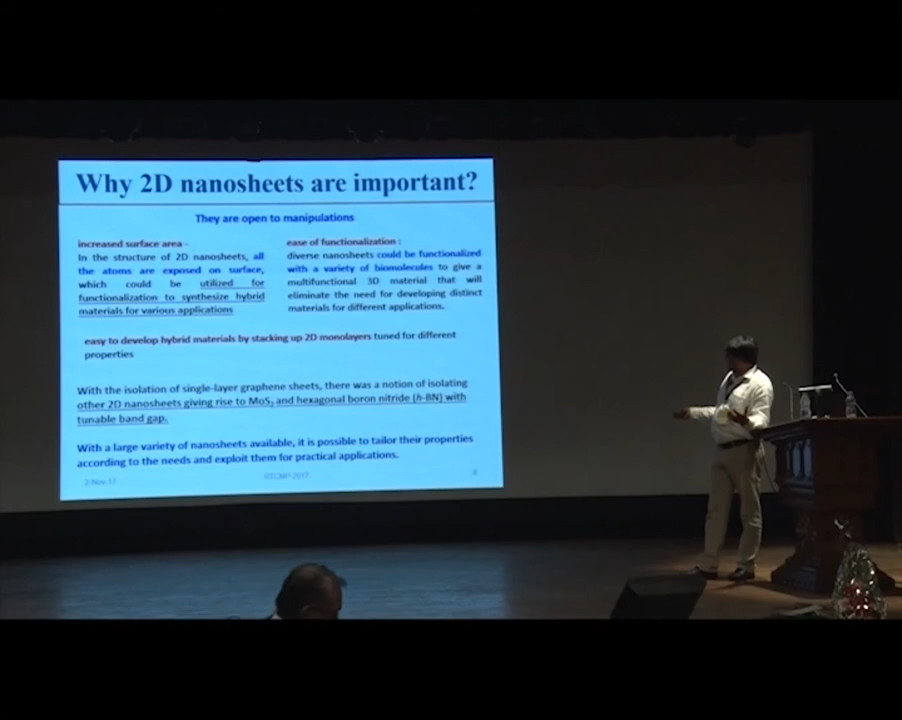 Why 2D nanosheets are important?
They are open to manipulations
increased surface area -
In the structure of 2D nanosheets, all
the atoms are exposed on surface,
which could be utilized for
functionalization to synthesize hybrid
materials for various applications
ease of functionalization :
diverse nanosheets could be functionalized
with a variety of biomolecules to give a
multifunctional 3D material that will
eliminate the need for developing distinct
materials for different applications.
easy to develop hybrid materials by stacking up 2D monolayers tuned for different
properties
With the isolation of single-layer graphene sheets, there was a notion of isolating
other 2D nanosheets giving rise to MoS₂ and hexagonal boron nitride (h-BN) with
tunable band gap.
With a large variety of nanosheets available, it is possible to tailor their properties
according to the needs and exploit them for practical applications.
2-Nov-17
RTCMP-2017